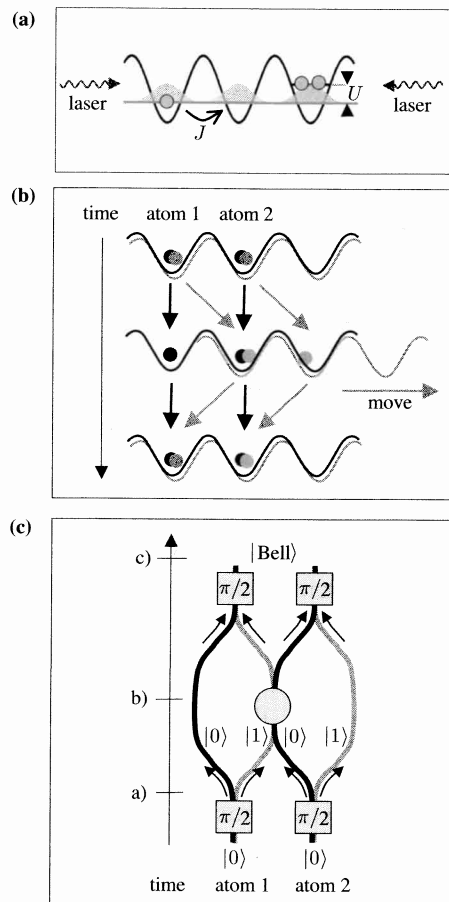 (a)
laser
J
U
laser
(b)
time atom 1 atom 2
move
(c)
c)
|Bell⟩
π/2 π/2
b)
|0⟩ |1⟩ |0⟩ |1⟩
a)
π/2 π/2
|0⟩ |0⟩
time atom 1 atom 2